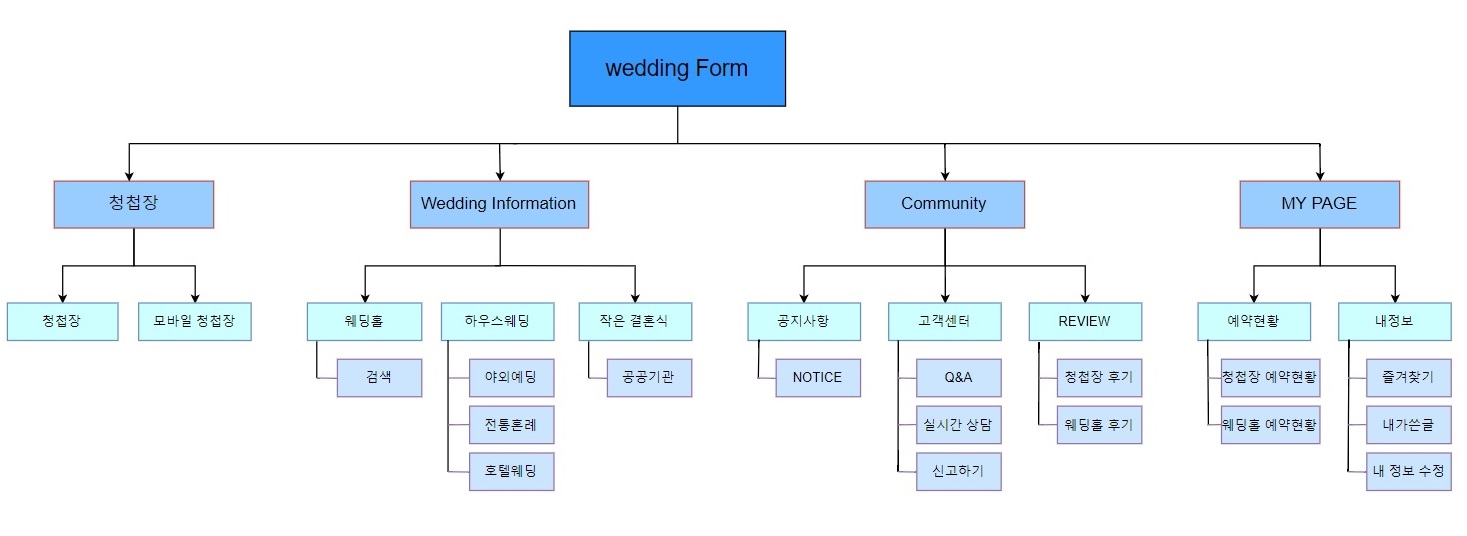 wedding Form
청첩장
Wedding Information
Community
MY PAGE
청첩장
모바일 청첩장
웨딩홀
하우스웨딩
작은 결혼식
공지사항
고객센터
REVIEW
예약현황
내정보
검색
야외예딩
공공기관
NOTICE
Q&A
청첩장 후기
청첩장 예약현황
즐겨찾기
전통혼례
실시간 상담
웨딩홀 후기
웨딩홀 예약현황
내가쓴글
호텔웨딩
신고하기
내 정보 수정